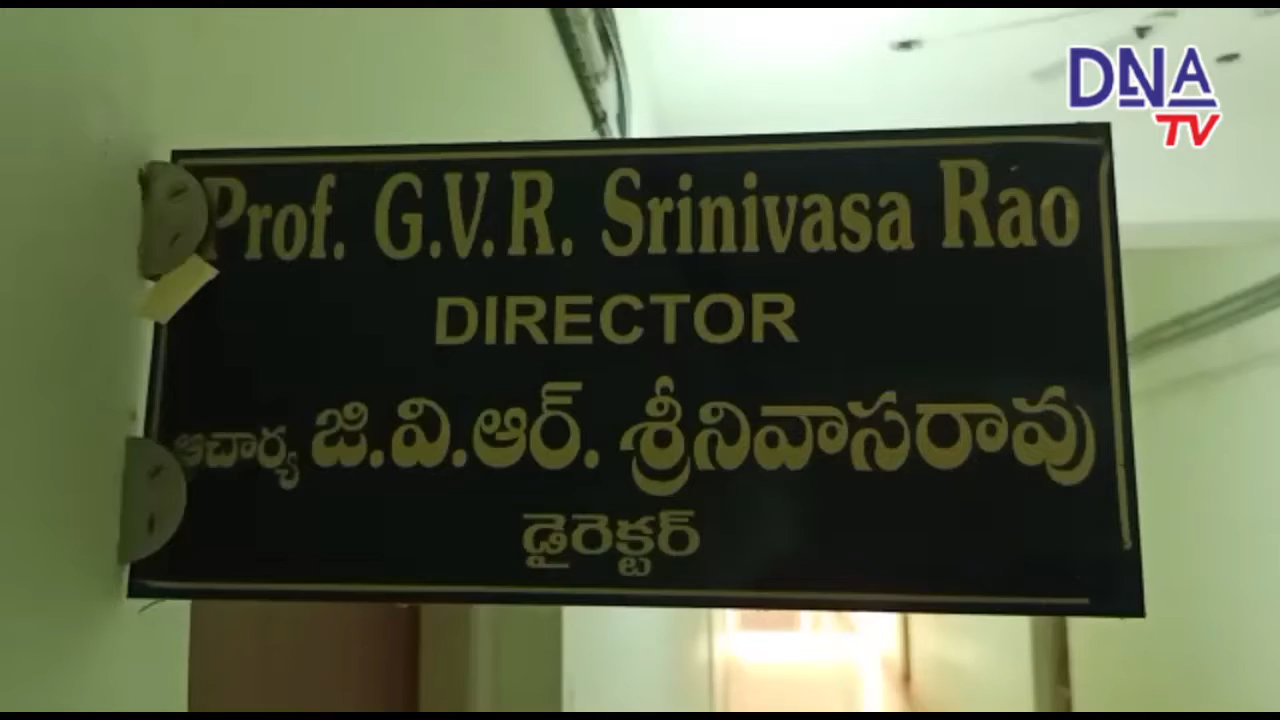 DNA
TV
Prof. G.V.R. Srinivasa Rao
DIRECTOR
ఆచార్య జి.వి.ఆర్. శ్రీనివాసరావు
డైరెక్టర్